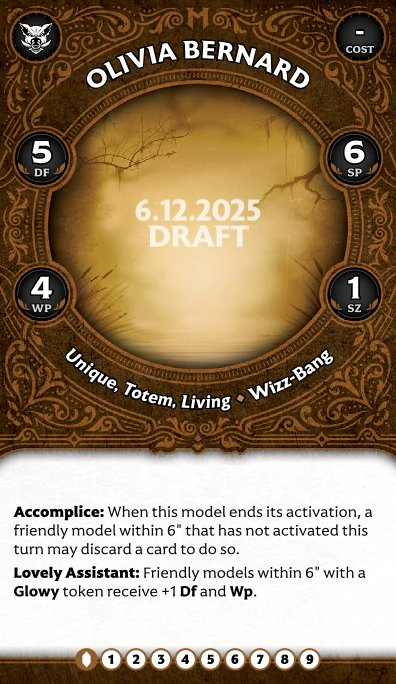 -
COST
OLIVIA BERNARD
5
DF
6
SP
6.12.2025
DRAFT
4
WP
1
SZ
Unique, Totem, Living • Wizz-Bang
Accomplice: When this model ends its activation, a
friendly model within 6" that has not activated this
turn may discard a card to do so.
Lovely Assistant: Friendly models within 6" with a
Glowy token receive +1 Df and Wp.
1 2 3 4 5 6 7 8 9